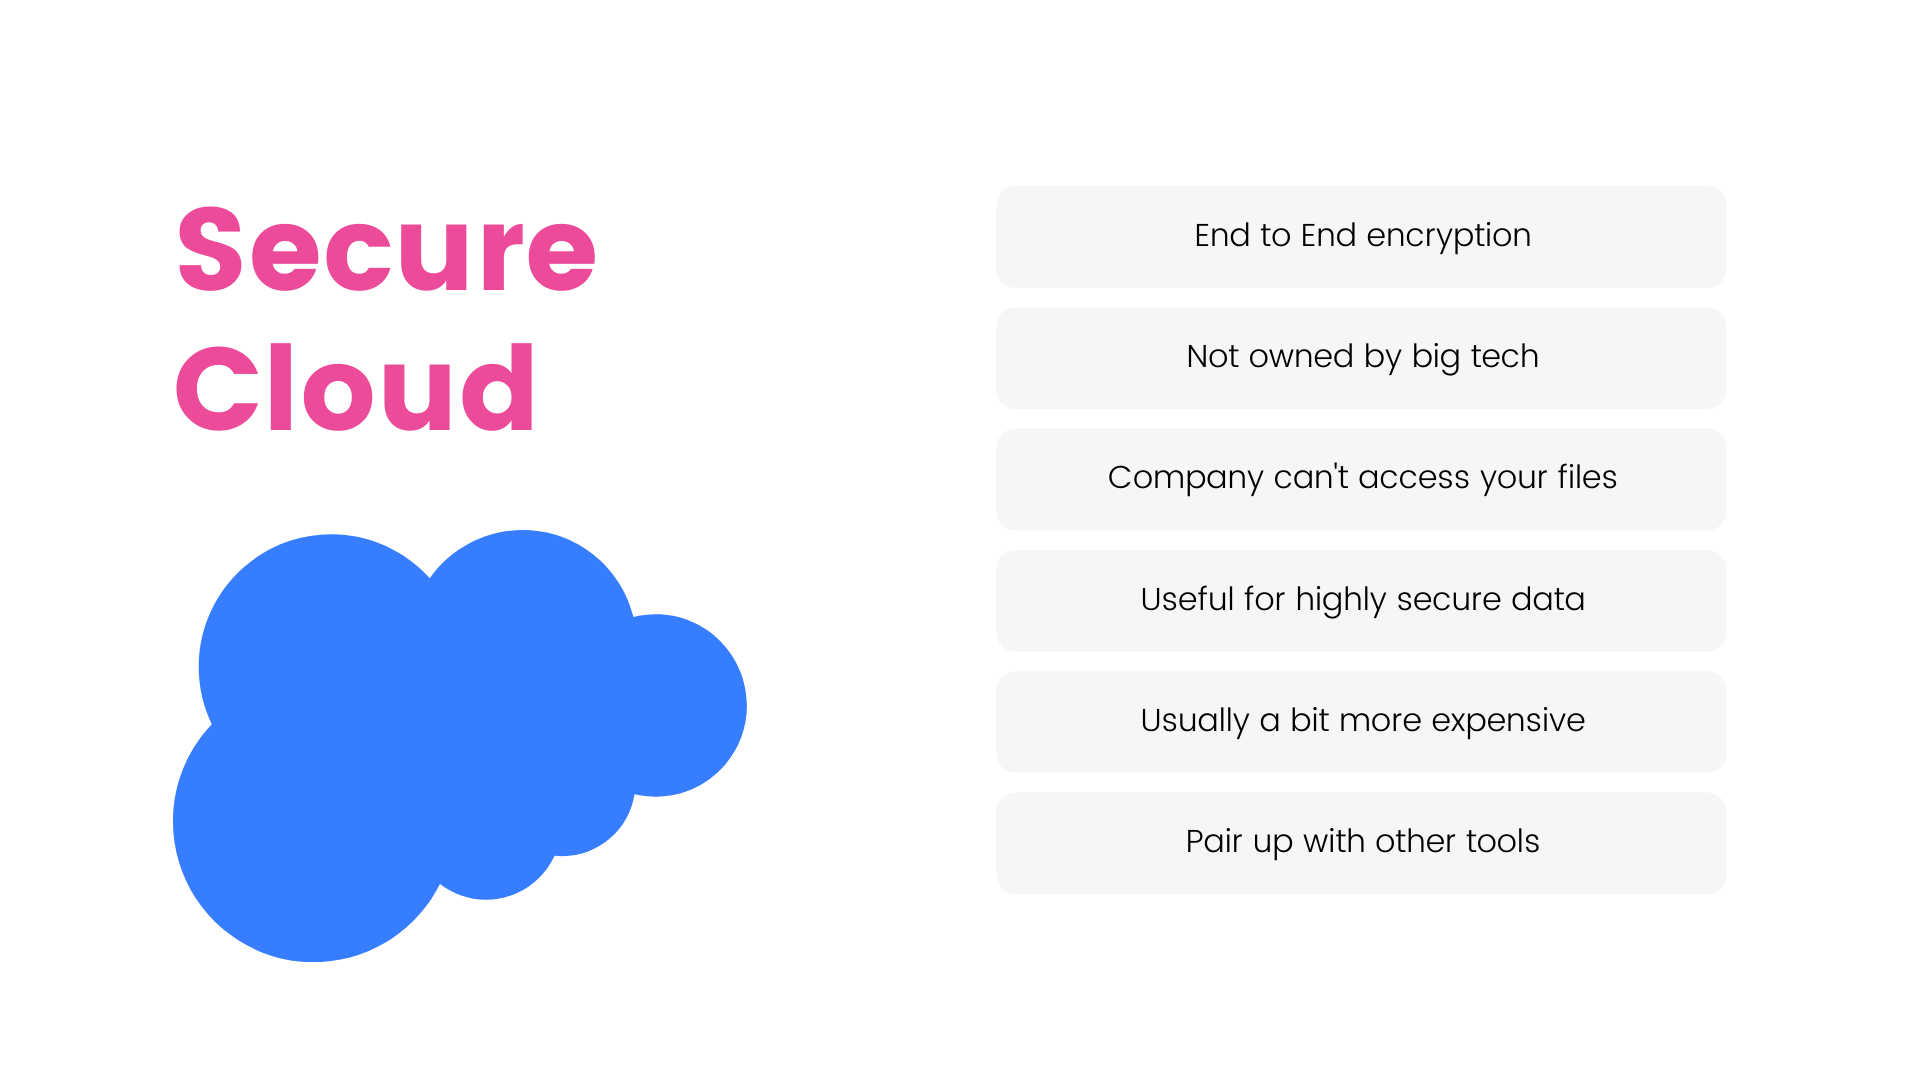 Secure
Cloud
End to End encryption
Not owned by big tech
Company can't access your files
Useful for highly secure data
Usually a bit more expensive
Pair up with other tools